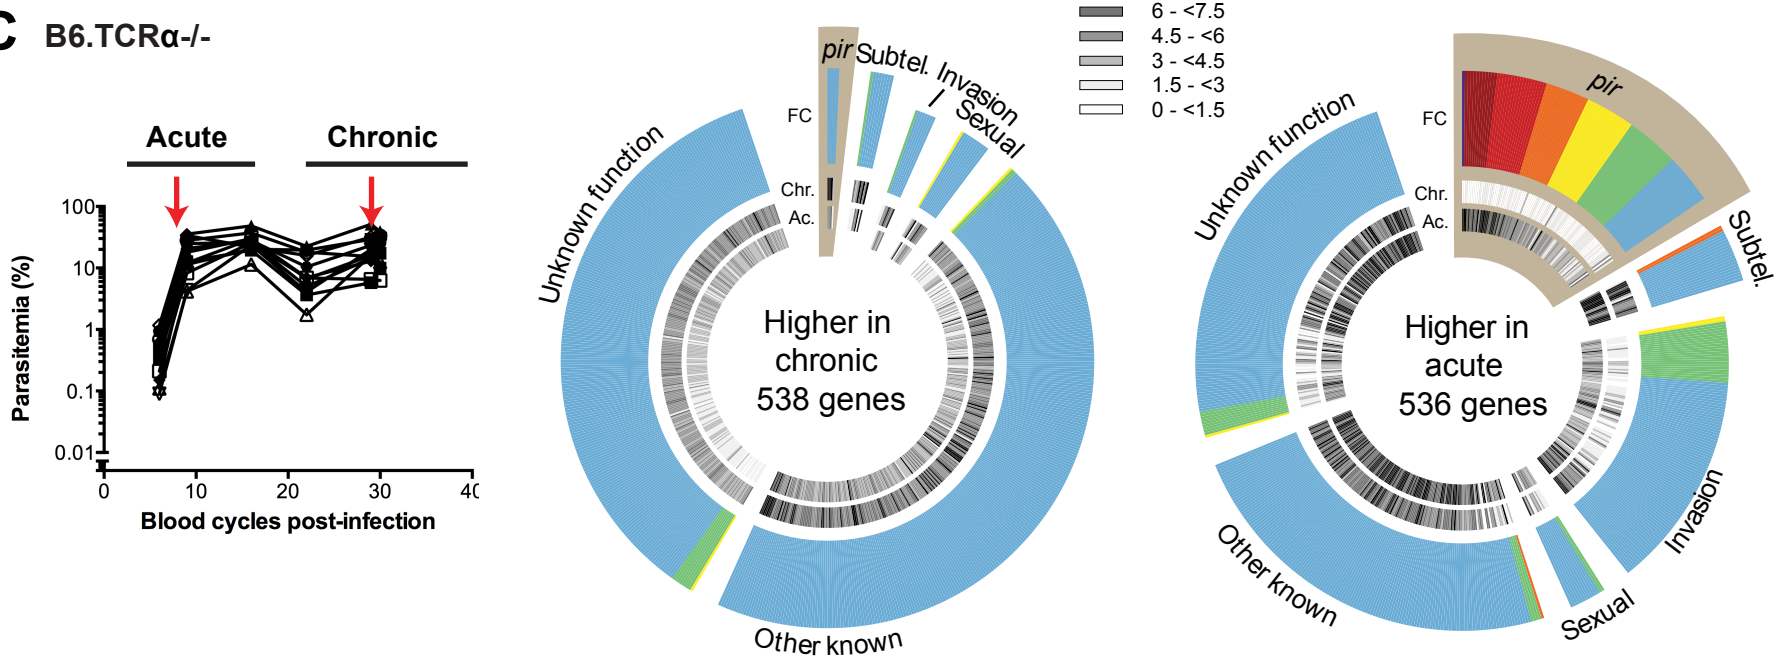 C B6.TCRα-/-
Acute
Chronic
100
10
1
0.1
0.01
0
10
20
30
40
Parasitemia (%)
Blood cycles post-infection
6 - <7.5
4.5 - <6
3 - <4.5
1.5 - <3
0 - <1.5
pir
Subtel.
Invasion
Sexual
FC
Chr.
Ac.
Unknown function
Other known
Higher in
chronic
538 genes
pir
Subtel.
Invasion
Sexual
Other known
Unknown function
FC
Chr.
Ac.
Higher in
acute
536 genes